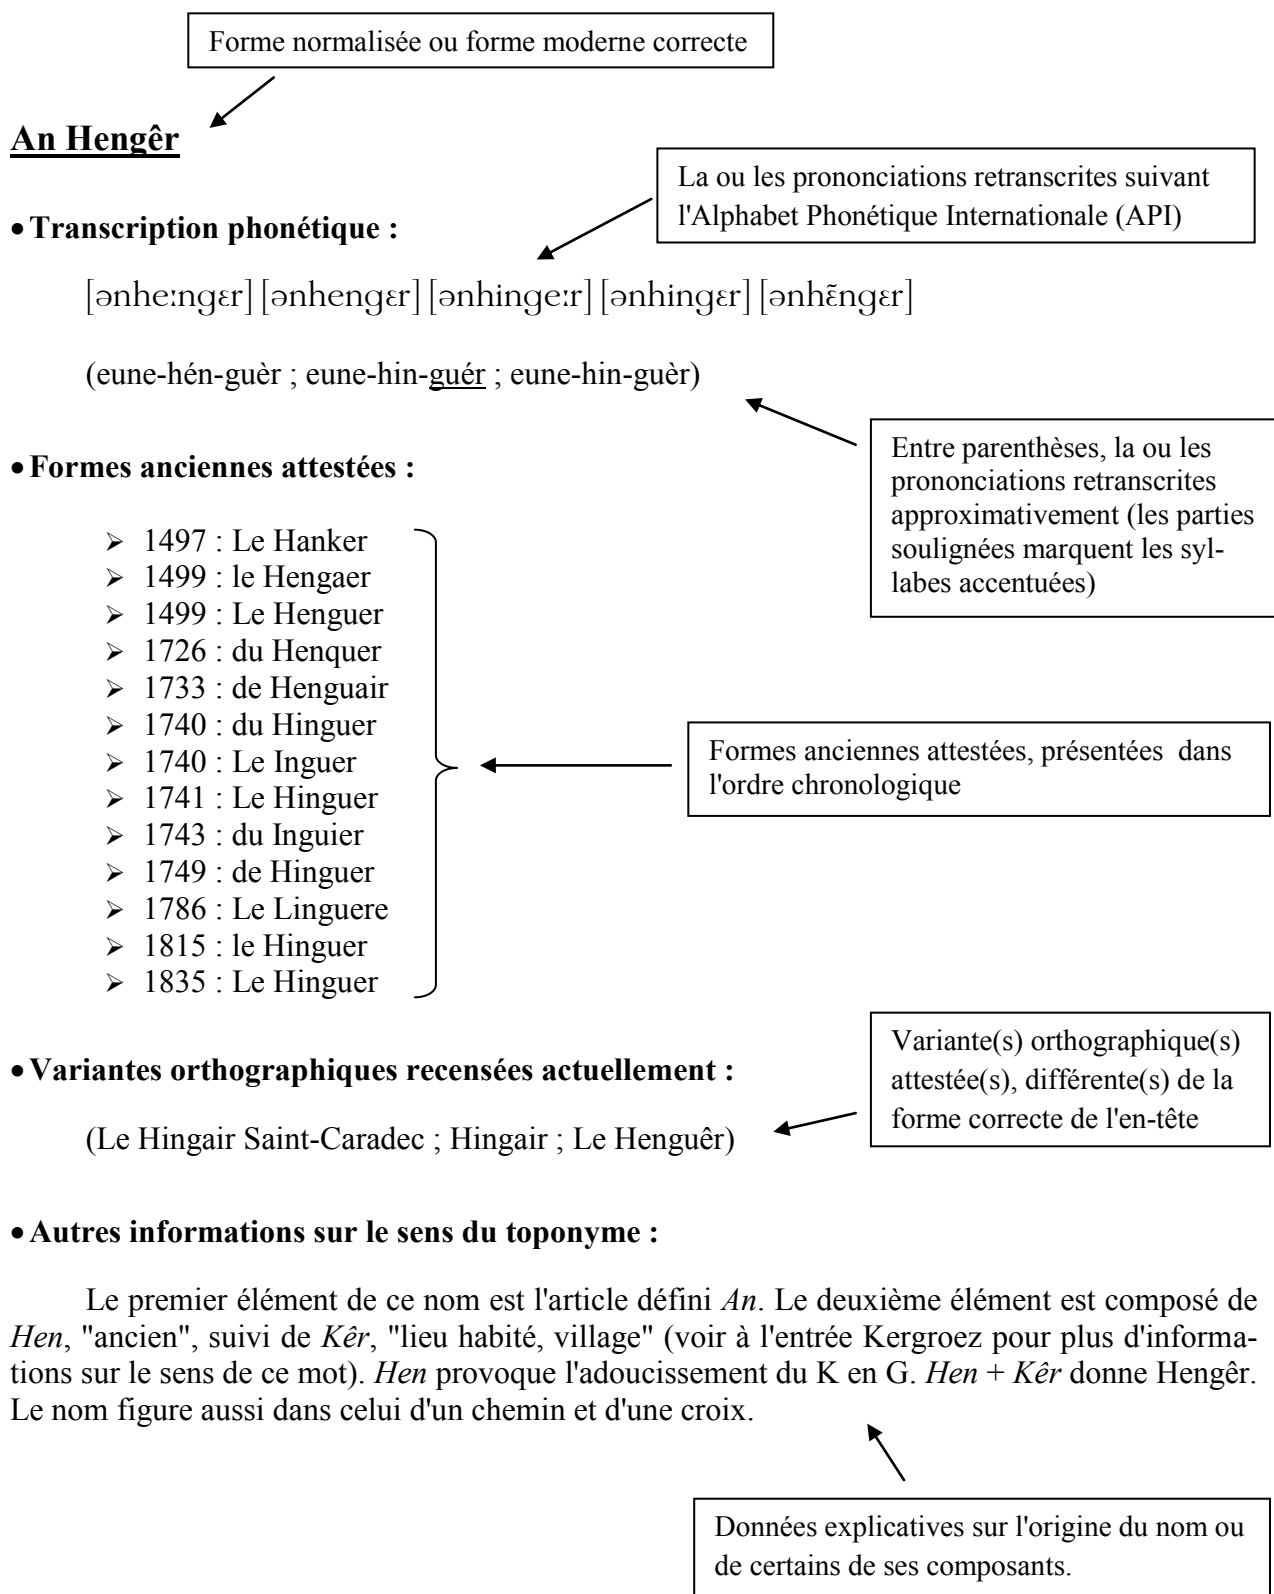 Forme normalisée ou forme moderne correcte
An Hengêr
La ou les prononciations retranscrites suivant
l'Alphabet Phonétique Internationale (API)
• Transcription phonétique :
[ənheːngɛr] [ənhengɛr] [ənhingeːr] [ənhingɛr] [ənhɛ̃ngɛr]
(eune-hén-guèr ; eune-hin-guér ; eune-hin-guèr)
Entre parenthèses, la ou les
prononciations retranscrites
approximativement (les parties
soulignées marquent les syl-
labes accentuées)
• Formes anciennes attestées :
➢ 1497 : Le Hanker
➢ 1499 : le Hengaer
➢ 1499 : Le Henguer
➢ 1726 : du Henquer
➢ 1733 : de Henguair
➢ 1740 : du Hinguer
➢ 1740 : Le Inguer
➢ 1741 : Le Hinguer
➢ 1743 : du Inguier
➢ 1749 : de Hinguer
➢ 1786 : Le Linguere
➢ 1815 : le Hinguer
➢ 1835 : Le Hinguer
Formes anciennes attestées, présentées dans
l'ordre chronologique
• Variantes orthographiques recensées actuellement :
(Le Hingair Saint-Caradec ; Hingair ; Le Henguêr)
Variante(s) orthographique(s)
attestée(s), différente(s) de la
forme correcte de l'en-tête
• Autres informations sur le sens du toponyme :
Le premier élément de ce nom est l'article défini An. Le deuxième élément est composé de
Hen, "ancien", suivi de Kêr, "lieu habité, village" (voir à l'entrée Kergroez pour plus d'informa-
tions sur le sens de ce mot). Hen provoque l'adoucissement du K en G. Hen + Kêr donne Hengêr.
Le nom figure aussi dans celui d'un chemin et d'une croix.
Données explicatives sur l'origine du nom ou
de certains de ses composants.